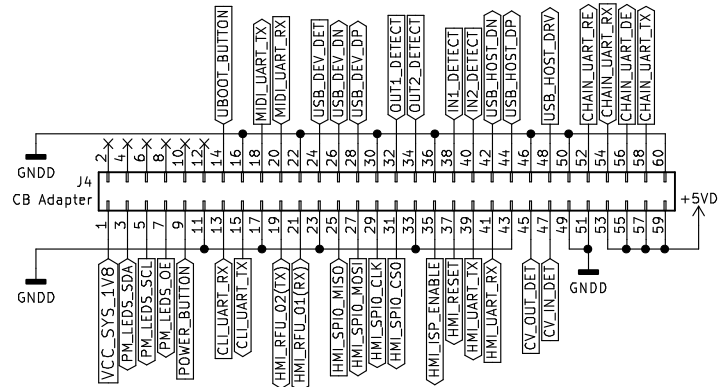 UBOOT_BUTTON
MIDI_UART_TX
MIDI_UART_RX
USB_DEV_DET
USB_DEV_DN
USB_DEV_DP
OUT1_DETECT
OUT2_DETECT
IN1_DETECT
IN2_DETECT
USB_HOST_DN
USB_HOST_DP
USB_HOST_DRV
CHAIN_UART_RE
CHAIN_UART_RX
CHAIN_UART_DE
CHAIN_UART_TX
GNDD
2 4 6 8 10 12 14 16 18 20 22 24 26 28 30 32 34 36 38 40 42 44 46 48 50 52 54 56 58 60
J4
CB Adapter
+5VD
1 3 5 7 9 11 13 15 17 19 21 23 25 27 29 31 33 35 37 39 41 43 45 47 49 51 53 55 57 59
GNDD
GNDD
VCC_SYS_1V8
PM_LEDS_SDA
PM_LEDS_SCL
PM_LEDS_OE
POWER_BUTTON
CLI_UART_RX
CLI_UART_TX
HMI_RFU_02(TX)
HMI_RFU_01(RX)
HMI_SPI0_MISO
HMI_SPI0_MOSI
HMI_SPI0_CLK
HMI_SPI0_CS0
HMI_ISP_ENABLE
HMI_RESET
HMI_UART_TX
HMI_UART_RX
CV_OUT_DET
CV_IN_DET